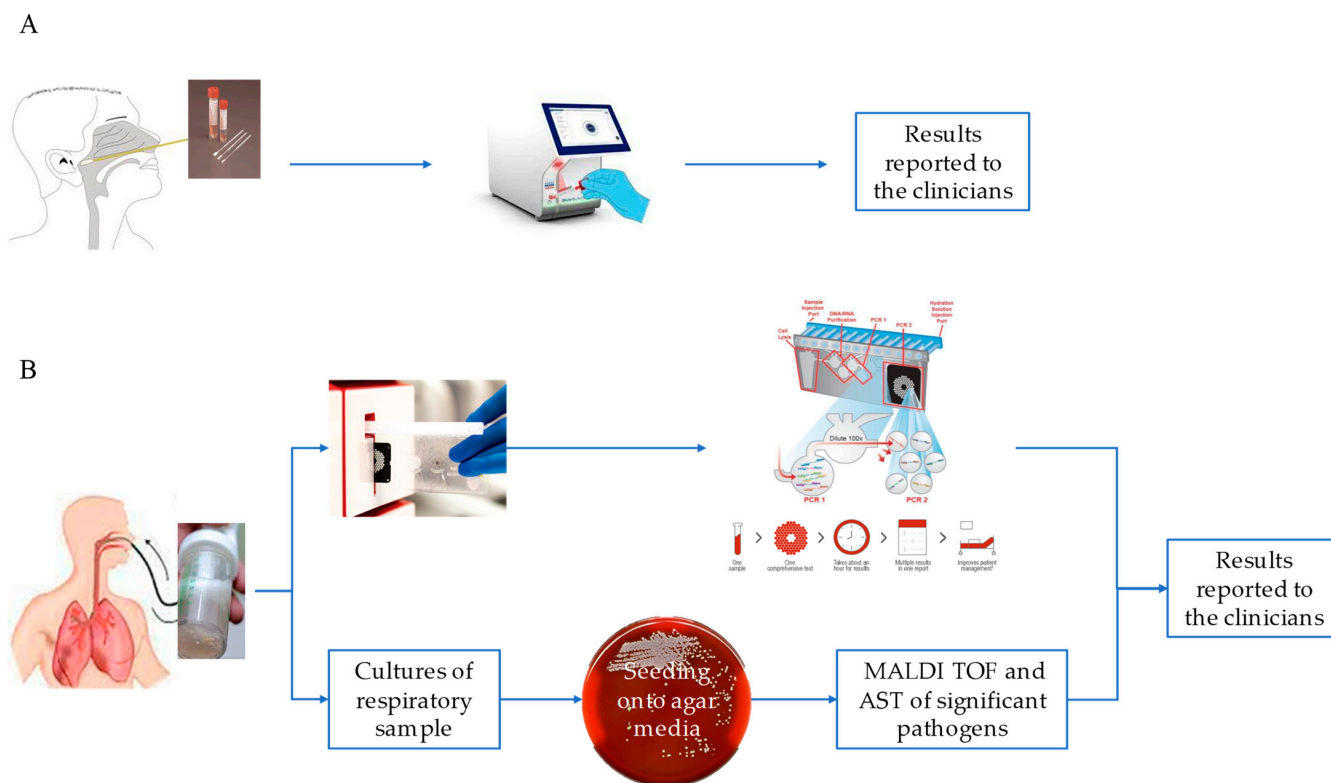 A
Results
reported to
the clinicians
B
Sample
Injection
Port
DNA/RNA
Purification
PCR 1
PCR 2
Hydration
Solution
Injection
Port
Cell
Lysis
Dilute 100x
PCR 1
PCR 2
One
sample
One
comprehensive test
Takes about an
hour for results
Multiple results
in one report
Improves patient
management¹
Results
reported to
the clinicians
Cultures of
respiratory
sample
Seeding
onto agar
media
MALDI TOF and
AST of significant
pathogens